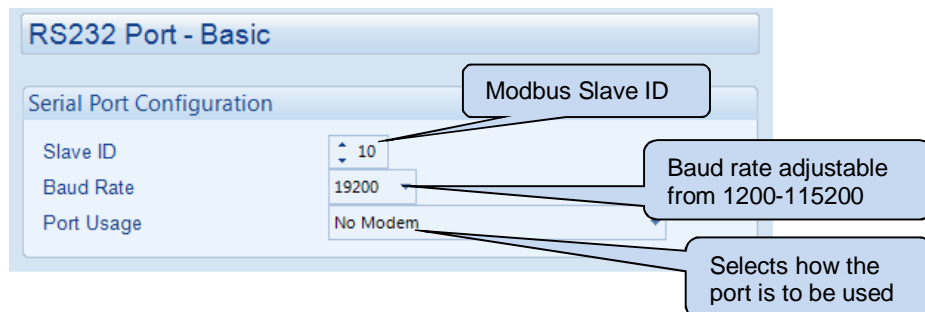 RS232 Port - Basic
Serial Port Configuration
Modbus Slave ID
Slave ID
10
Baud Rate
19200
Baud rate adjustable
from 1200-115200
Port Usage
No Modem
Selects how the
port is to be used